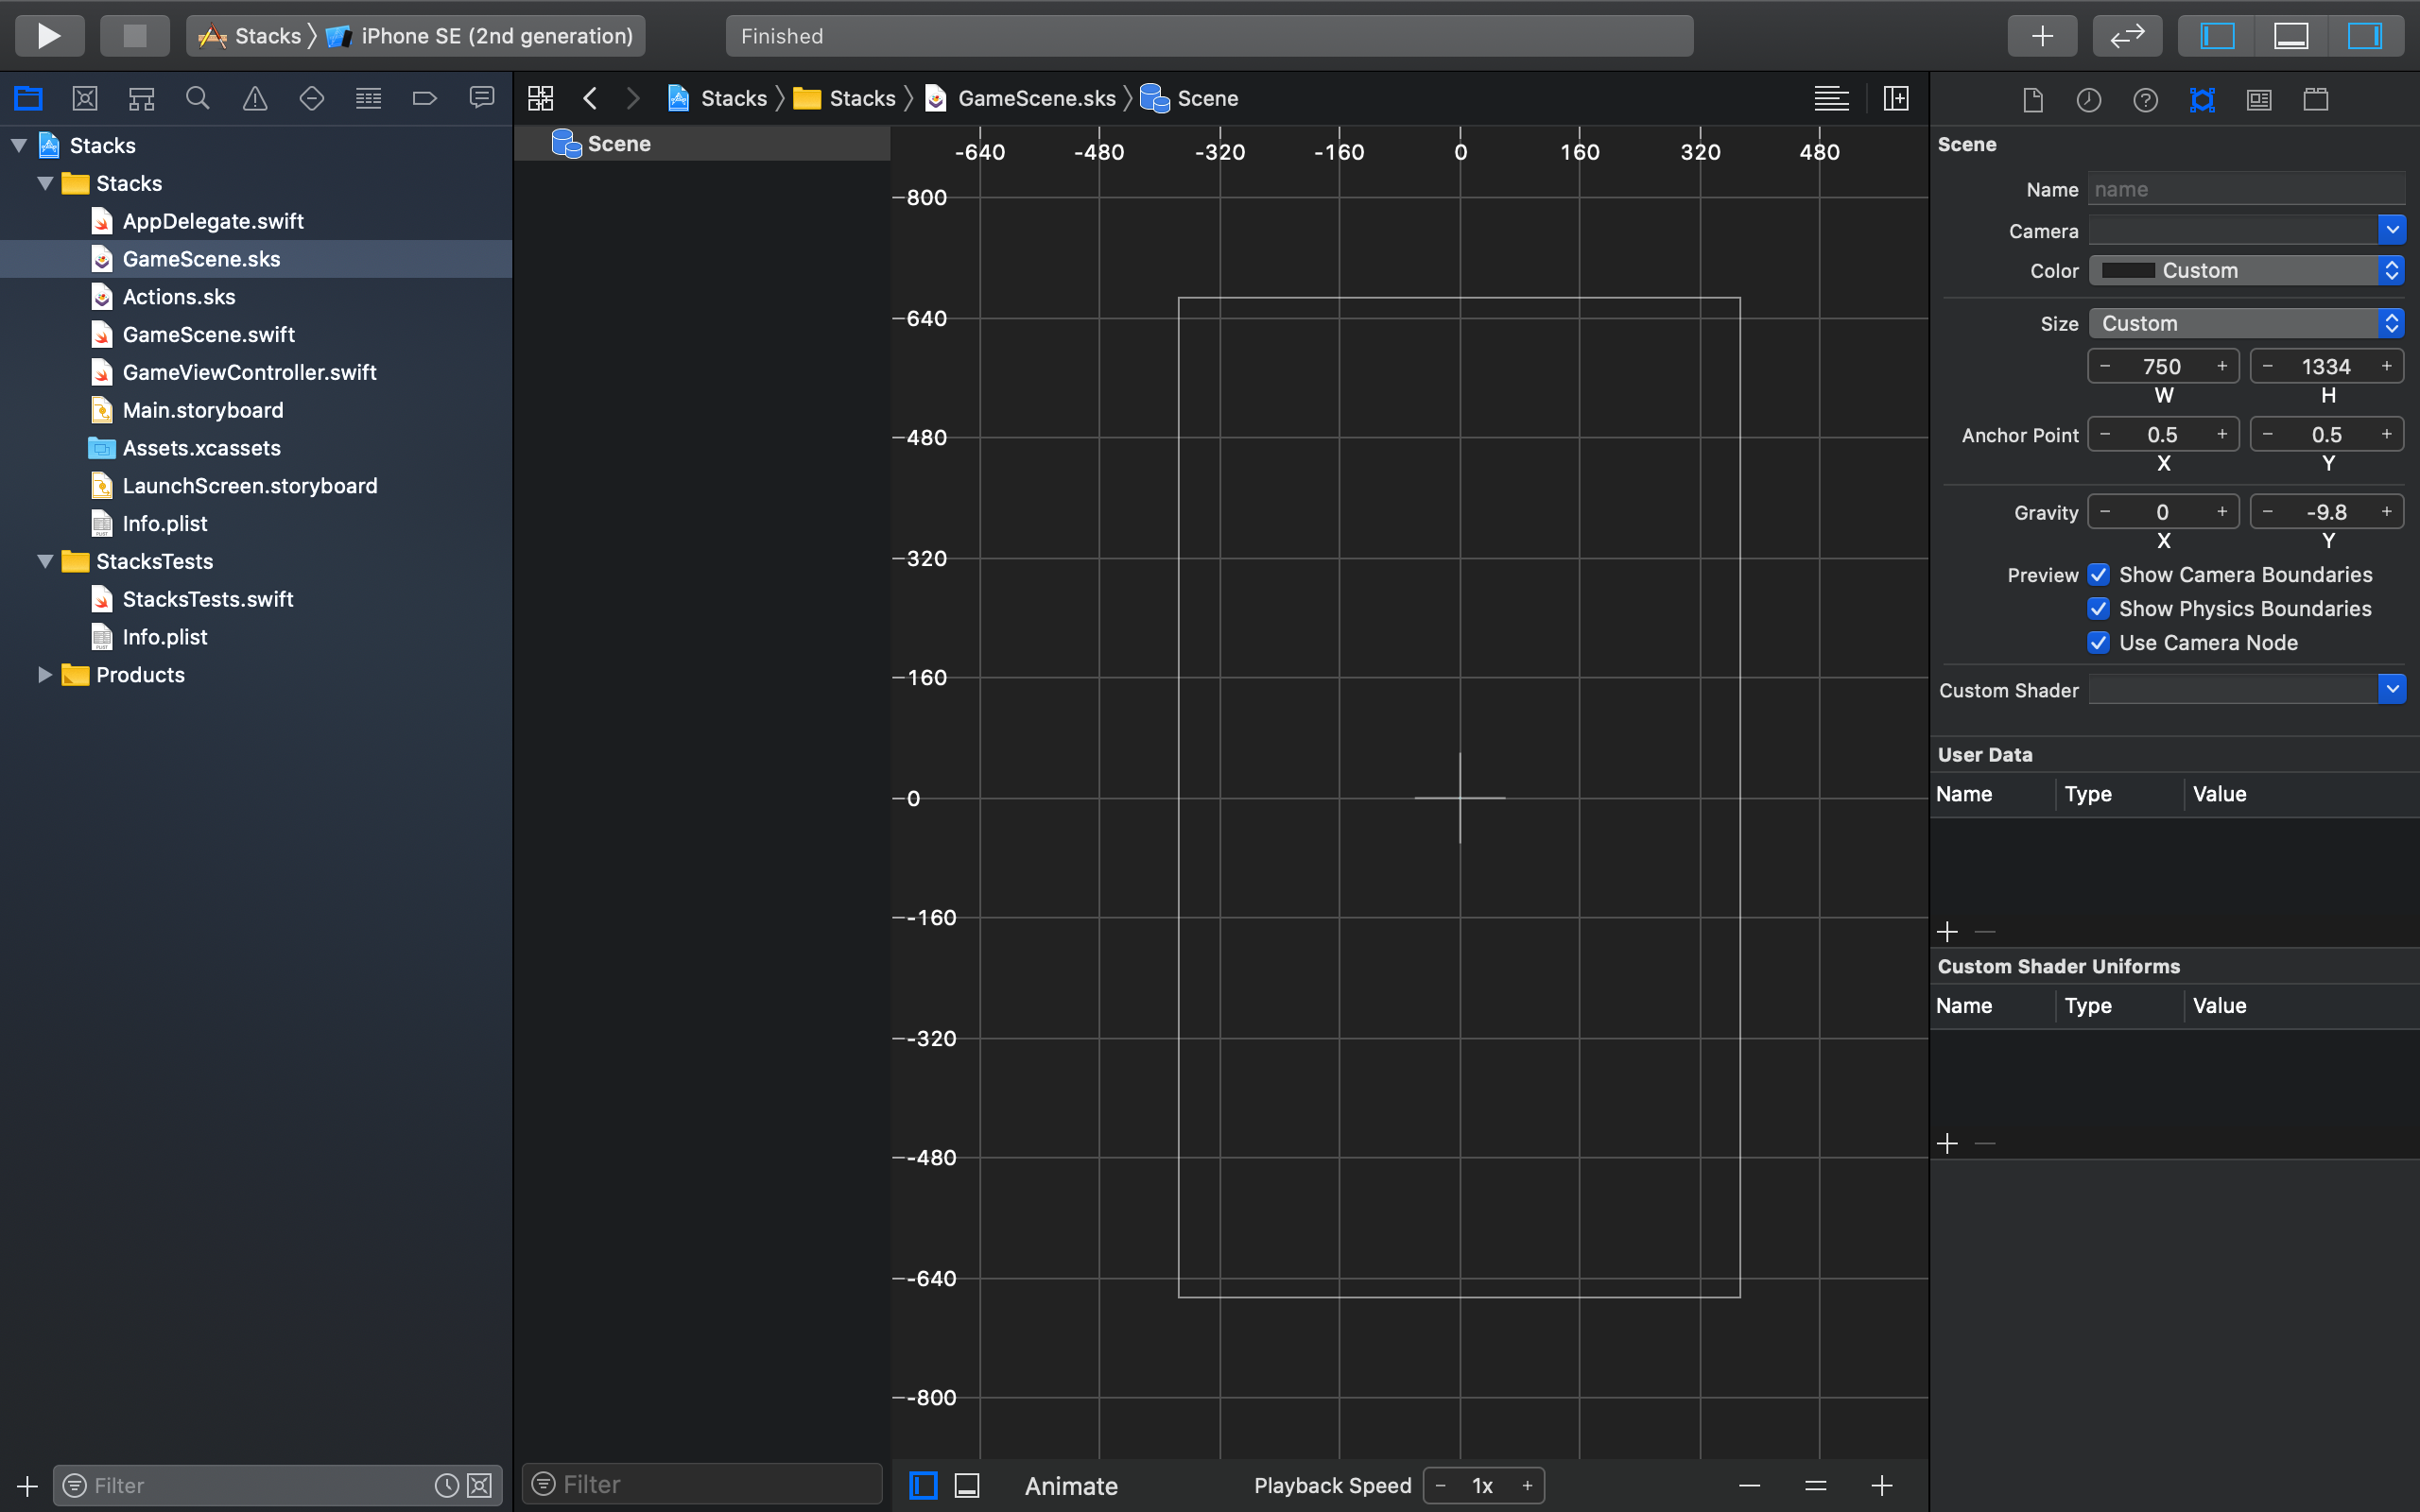 Stacks
iPhone SE (2nd generation)
Finished
Stacks
Stacks
AppDelegate.swift
GameScene.sks
Actions.sks
GameScene.swift
GameViewController.swift
Main.storyboard
Assets.xcassets
LaunchScreen.storyboard
Info.plist
StacksTests
StacksTests.swift
Info.plist
Products
Filter
Stacks
Stacks
GameScene.sks
Scene
Scene
Filter
-640 -480 -320 -160 0 160 320 480
800
640
480
320
160
0
-160
-320
-480
-640
-800
Animate
Playback Speed
- 1x +
Scene
Name name
Camera
Color Custom
Size Custom
- 750 + - 1334 +
W H
Anchor Point - 0.5 + - 0.5 +
X Y
Gravity - 0 + - -9.8 +
X Y
Preview Show Camera Boundaries
Show Physics Boundaries
Use Camera Node
Custom Shader
User Data
Name Type Value
Custom Shader Uniforms
Name Type Value